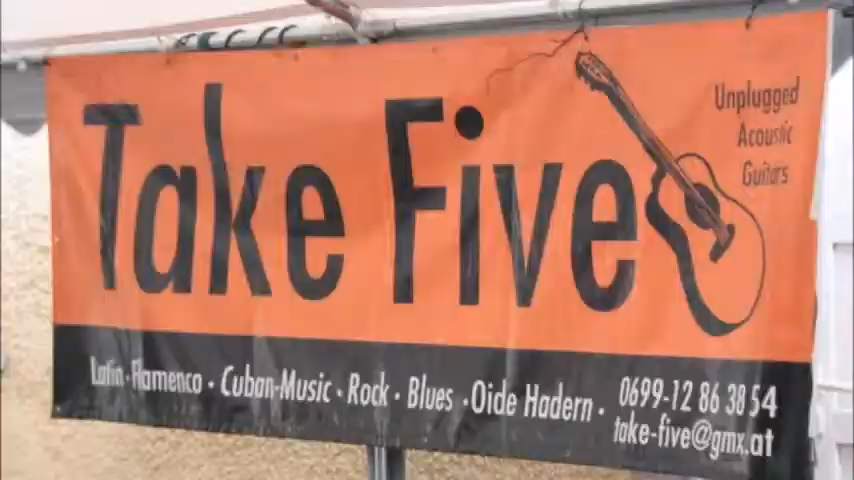 Take Five
Unplugged
Acoustic
Guitars
Latin · Flamenco · Cuban-Music · Rock · Blues · Oide Hadern ·
0699-12 86 38 54
take-five@gmx.at